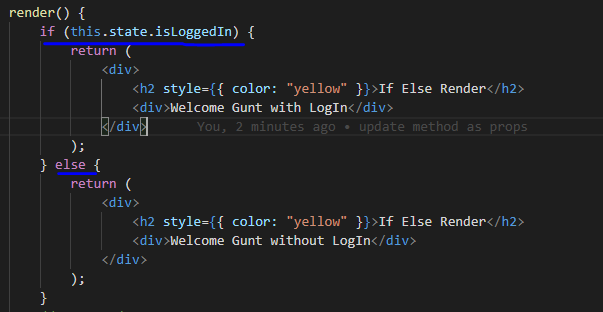 render() {
if (this.state.isLoggedIn) {
return (
<div>
<h2 style={{ color: "yellow" }}>If Else Render</h2>
<div>Welcome Gunt with LogIn</div>
</div> You, 2 minutes ago • update method as props
);
} else {
return (
<div>
<h2 style={{ color: "yellow" }}>If Else Render</h2>
<div>Welcome Gunt without LogIn</div>
</div>
);
}